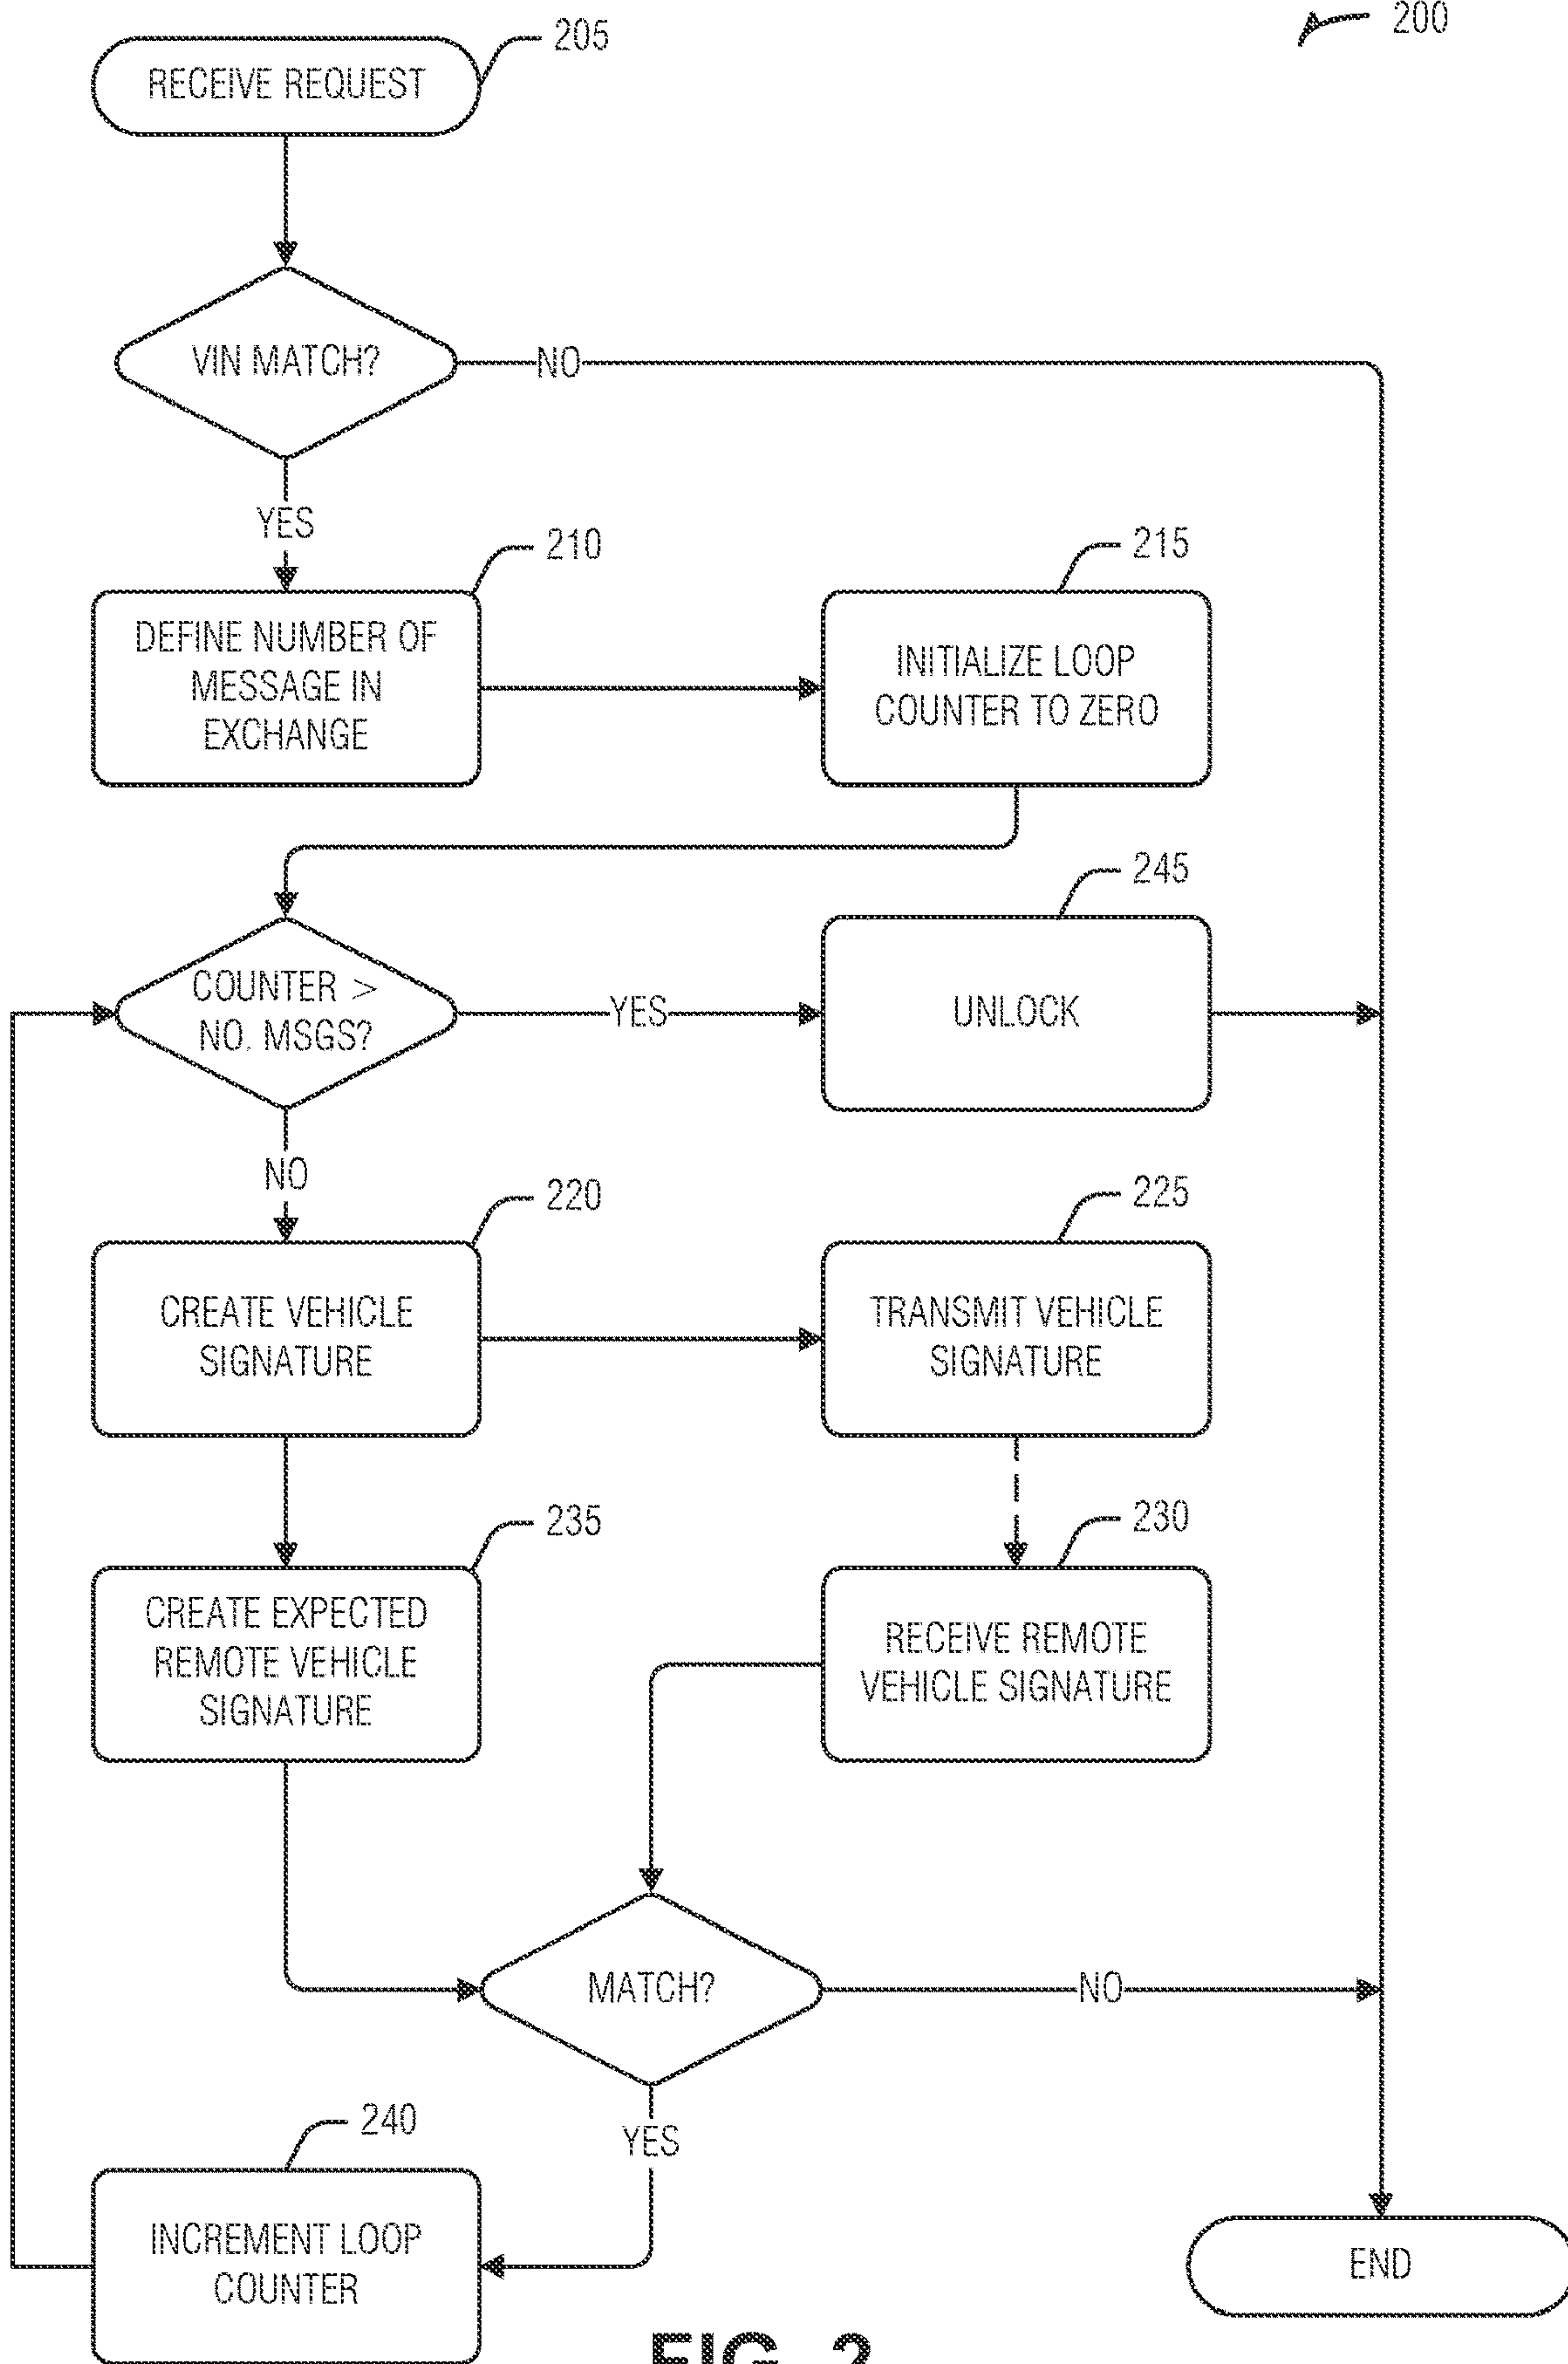 200
205
RECEIVE REQUEST
VIN MATCH?
NO
YES
210
DEFINE NUMBER OF
MESSAGE IN
EXCHANGE
215
INITIALIZE LOOP
COUNTER TO ZERO
COUNTER >
NO. MSGS?
YES
245
UNLOCK
NO
220
CREATE VEHICLE
SIGNATURE
225
TRANSMIT VEHICLE
SIGNATURE
235
CREATE EXPECTED
REMOTE VEHICLE
SIGNATURE
230
RECEIVE REMOTE
VEHICLE SIGNATURE
MATCH?
NO
YES
240
INCREMENT LOOP
COUNTER
END
FIG. 2